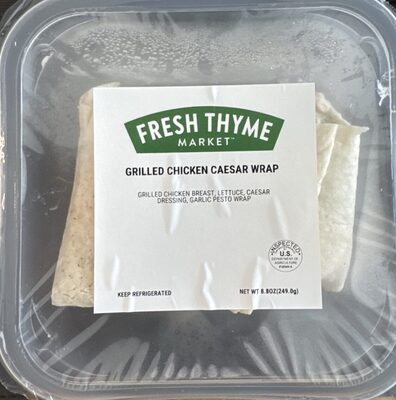 FRESH THYME
MARKET
GRILLED CHICKEN CAESAR WRAP
GRILLED CHICKEN BREAST, LETTUCE, CAESAR
DRESSING, GARLIC PESTO WRAP
INSPECTED
U.S.
DEPARTMENT OF
AGRICULTURE
KEEP REFRIGERATED
NET WT 8.8OZ(249.0g)